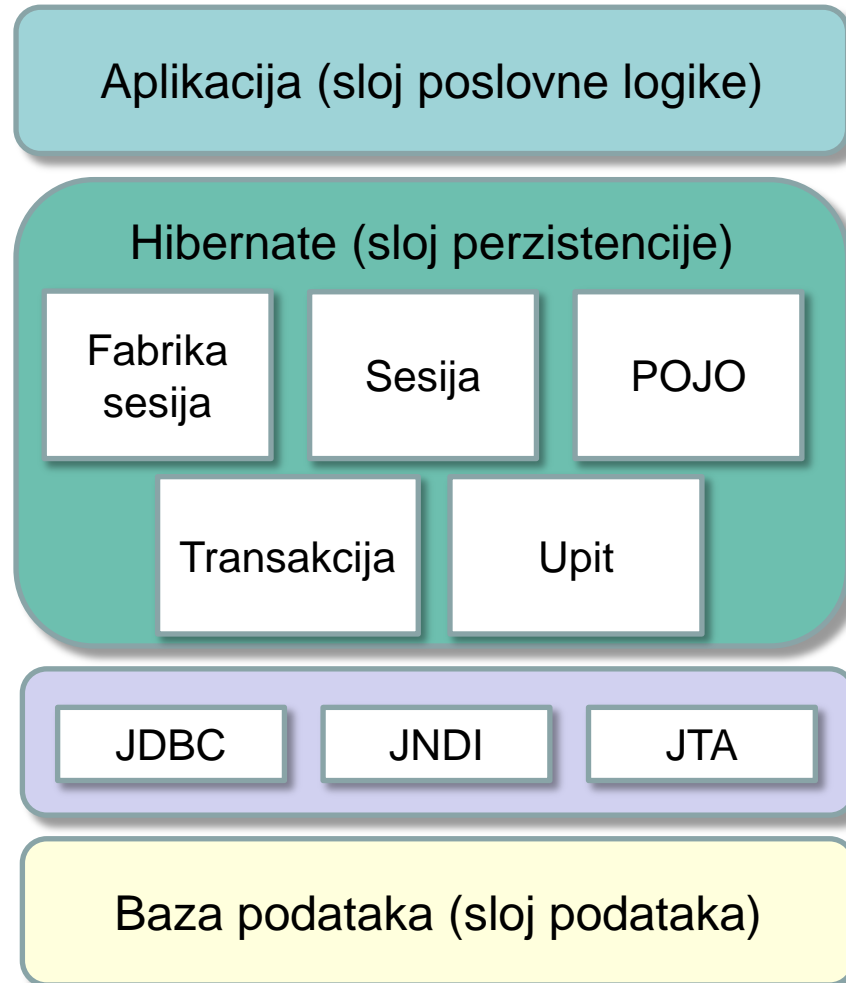 Aplikacija (sloj poslovne logike)
Hibernate (sloj perzistencije)
Fabrika
sesija
Sesija
POJO
Transakcija
Upit
JDBC
JNDI
JTA
Baza podataka (sloj podataka)